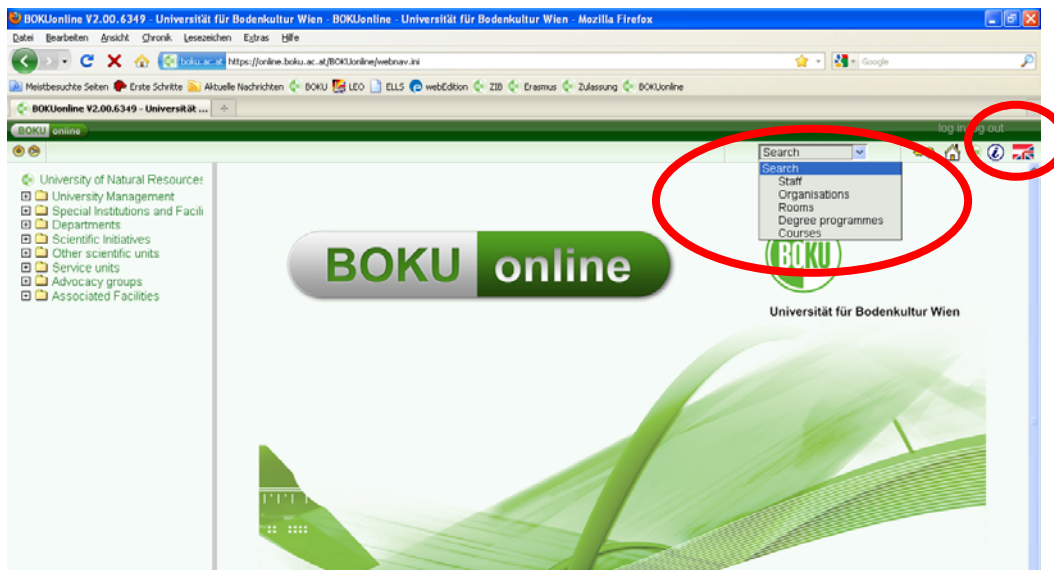 BOKUonline V2.00.6349 - Universität für Bodenkultur Wien - BOKUonline - Universität für Bodenkultur Wien - Mozilla Firefox
Datei Bearbeiten Ansicht Chronik Lesezeichen Extras Hilfe
boku.ac.at https://online.boku.ac.at/BOKUonline/webnav.ini Google
Meistbesuchte Seiten Erste Schritte Aktuelle Nachrichten BOKU LEO ELLS webEdition ZIB Erasmus Zulassung BOKUonline
BOKUonline V2.00.6349 - Universität ...
BOKU online log in log out
Search
Search
Staff
Organisations
Rooms
Degree programmes
Courses
University of Natural Resources
University Management
Special Institutions and Facili
Departments
Scientific Initiatives
Other scientific units
Service units
Advocacy groups
Associated Facilities
BOKU online
BOKU
Universität für Bodenkultur Wien